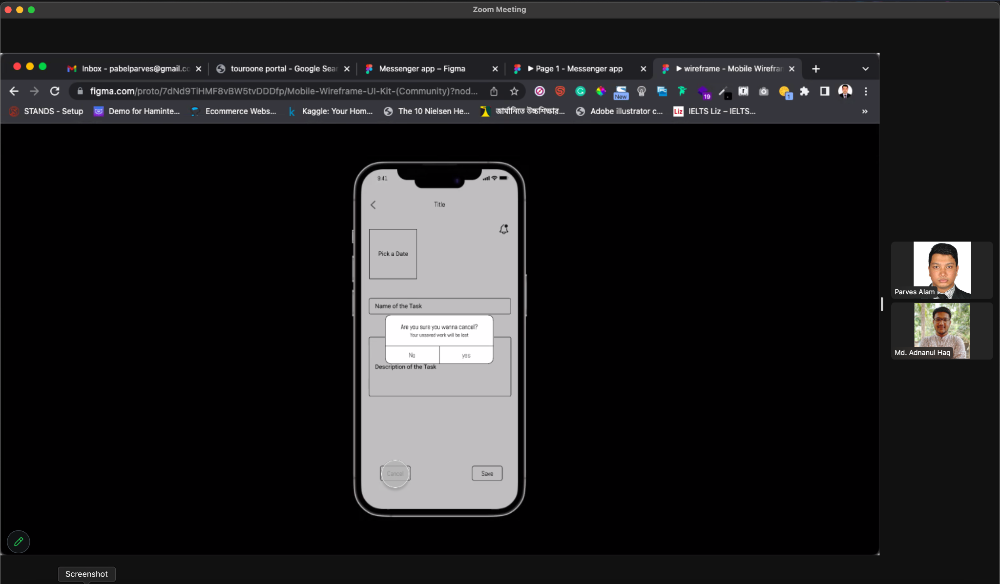 Zoom Meeting
Inbox - pabelparves@gmail.co
touroone portal - Google Sear
Messenger app – Figma
Page 1 - Messenger app
wireframe - Mobile Wirefra
figma.com/proto/7dNd9TiHMF8vBW5tvDDDfp/Mobile-Wireframe-UI-Kit-(Community)?nod...
New
19
1
STANDS - Setup
Demo for Haminte...
Ecommerce Webs...
Kaggle: Your Hom...
The 10 Nielsen He...
জার্মানিতে উচ্চশিক্ষার...
Adobe illustrator c...
Liz
IELTS Liz – IELTS...
9:41
Title
Pick a Date
Name of the Task
Are you sure you wanna cancel?
Your unsaved work will be lost
No
yes
Description of the Task
Cancel
Save
Parves Alam
Md. Adnanul Haq
Screenshot